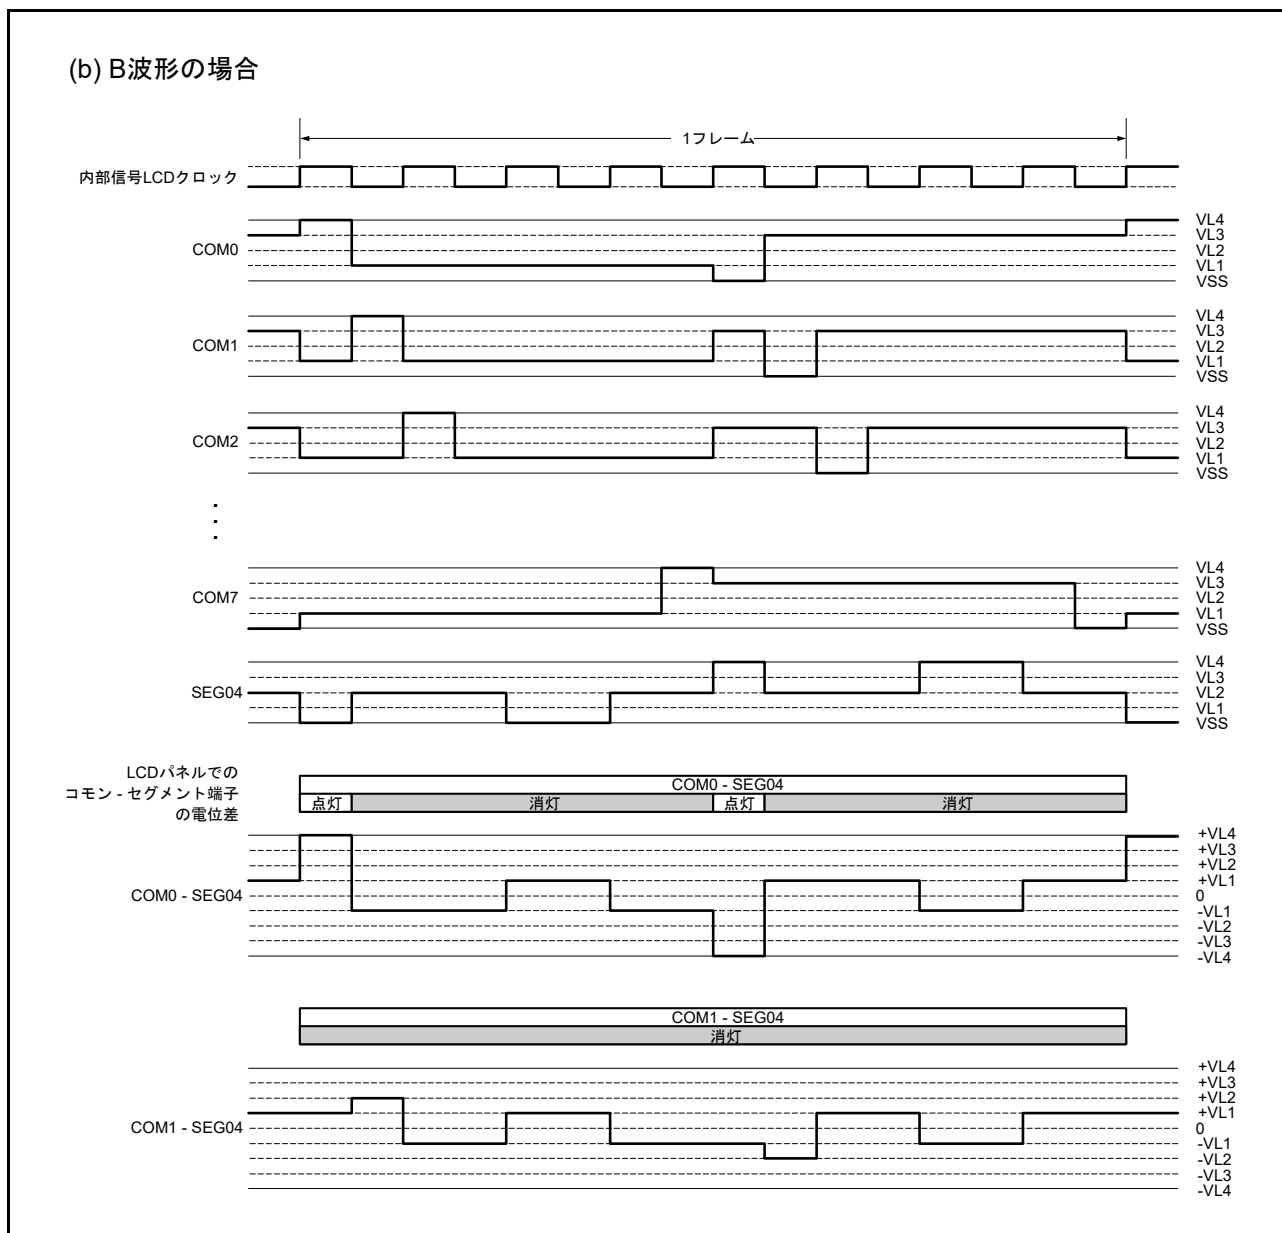 (b) B波形の場合
1フレーム
内部信号LCDクロック
COM0
VL4
VL3
VL2
VL1
VSS
COM1
VL4
VL3
VL2
VL1
VSS
COM2
VL4
VL3
VL2
VL1
VSS
COM7
VL4
VL3
VL2
VL1
VSS
SEG04
VL4
VL3
VL2
VL1
VSS
LCDパネルでの
コモン - セグメント端子
の電位差
COM0 - SEG04
点灯 消灯 点灯 消灯
COM0 - SEG04
+VL4
+VL3
+VL2
+VL1
0
-VL1
-VL2
-VL3
-VL4
COM1 - SEG04
消灯
COM1 - SEG04
+VL4
+VL3
+VL2
+VL1
0
-VL1
-VL2
-VL3
-VL4